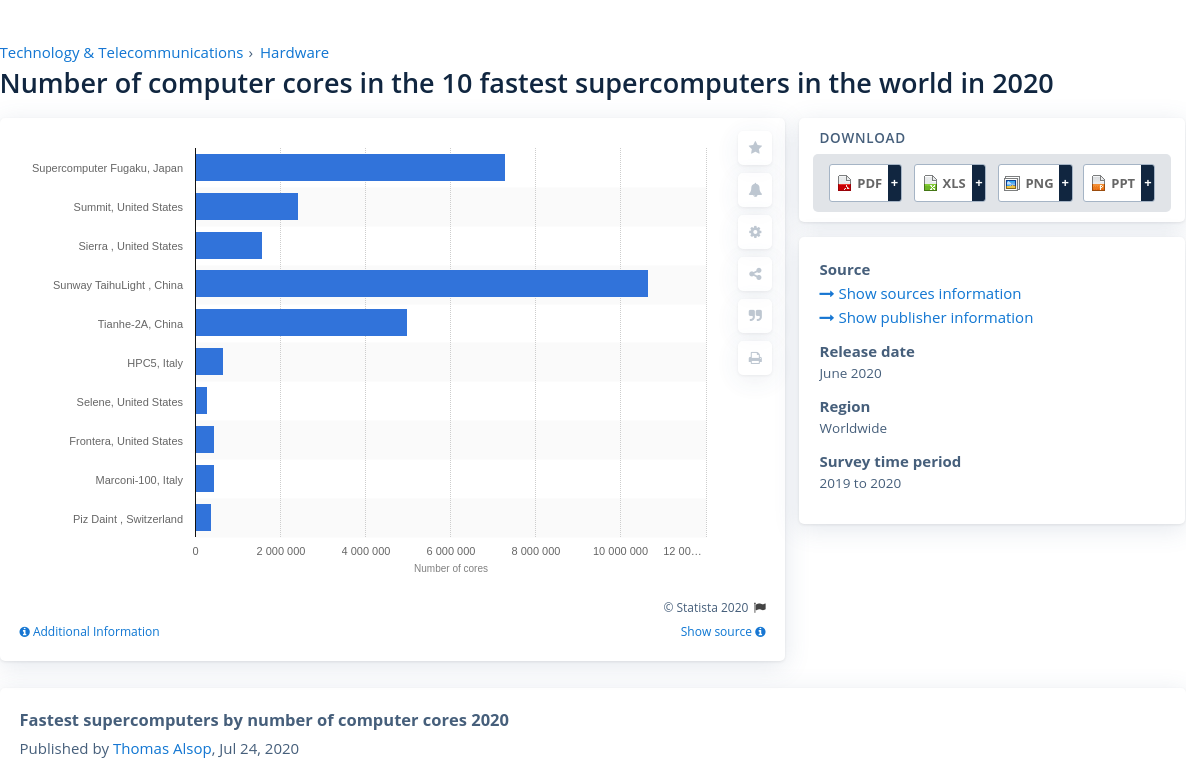 Technology & Telecommunications › Hardware
Number of computer cores in the 10 fastest supercomputers in the world in 2020
Supercomputer Fugaku, Japan
Summit, United States
Sierra , United States
Sunway TaihuLight , China
Tianhe-2A, China
HPC5, Italy
Selene, United States
Frontera, United States
Marconi-100, Italy
Piz Daint , Switzerland
0 2 000 000 4 000 000 6 000 000 8 000 000 10 000 000 12 00…
Number of cores
© Statista 2020
Additional Information
Show source
DOWNLOAD
PDF + XLS + PNG + PPT +
Source
Show sources information
Show publisher information
Release date
June 2020
Region
Worldwide
Survey time period
2019 to 2020
Fastest supercomputers by number of computer cores 2020
Published by Thomas Alsop, Jul 24, 2020